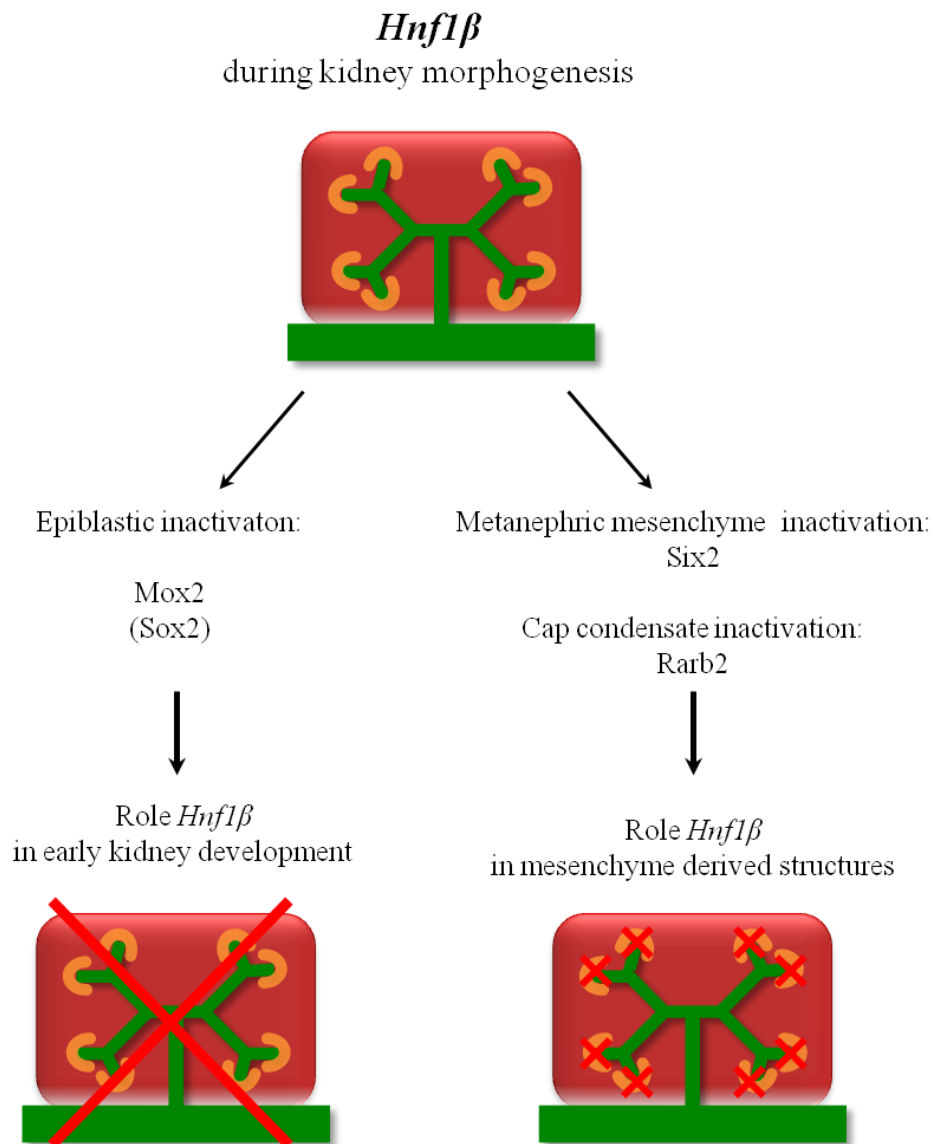 Hnf1β
during kidney morphogenesis
Epiblastic inactivaton:
Mox2
(Sox2)
Metanephric mesenchyme inactivation:
Six2
Cap condensate inactivation:
Rarb2
Role Hnf1β
in early kidney development
Role Hnf1β
in mesenchyme derived structures